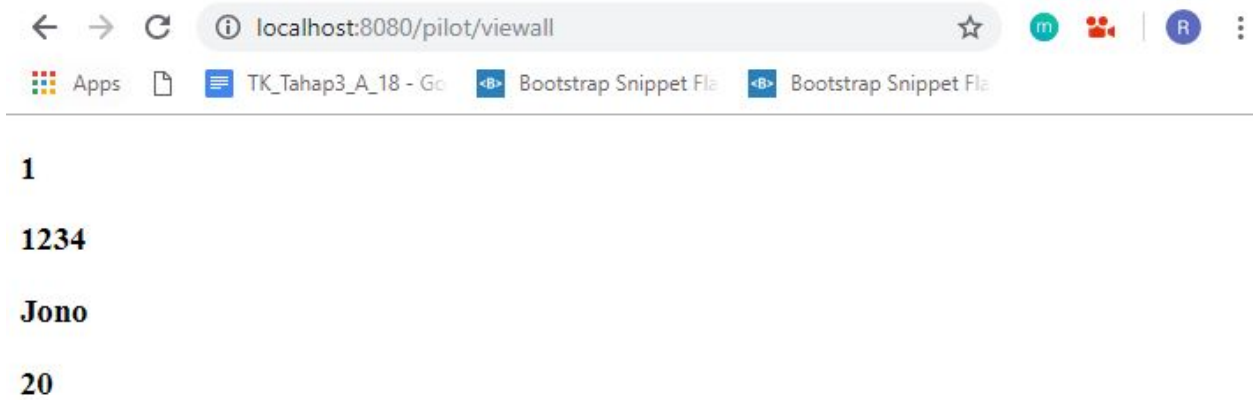 localhost:8080/pilot/viewall
m R
Apps TK_Tahap3_A_18 - Go <B> Bootstrap Snippet Fla <B> Bootstrap Snippet Fla
1
1234
Jono
20